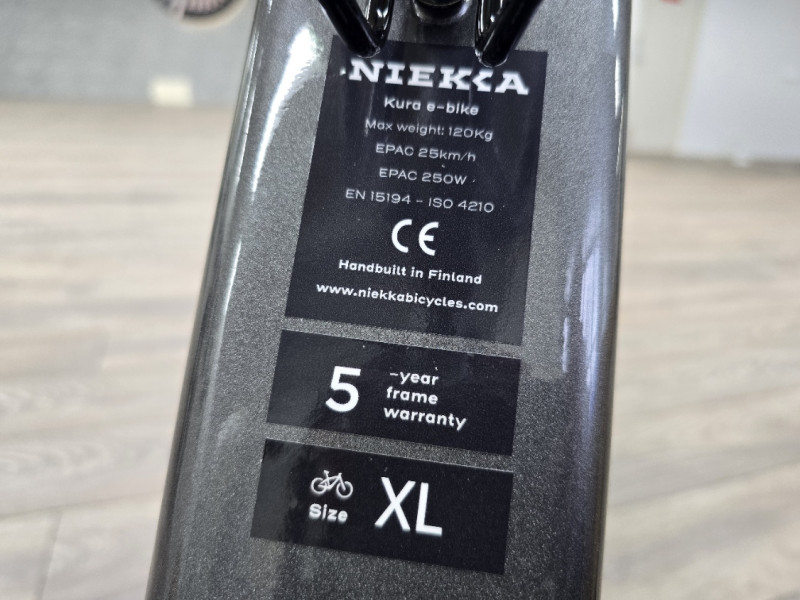 NIEKKA
Kura e-bike
Max weight: 120Kg
EPAC 25km/h
EPAC 250W
EN 15194 - ISO 4210
CE
Handbuilt in Finland
www.niekkabicycles.com
5 -year
frame
warranty
Size XL